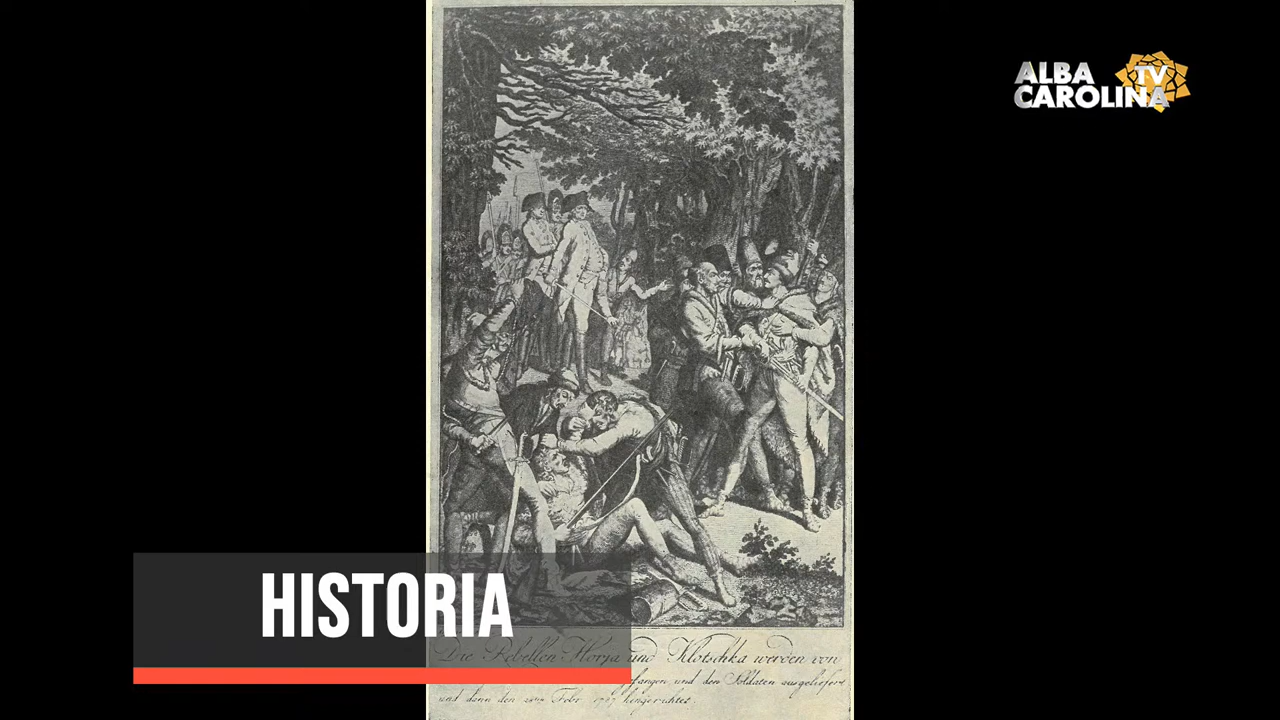 ALBA
TV
CAROLINA
HISTORIA
Die Rebellen Horja und Klotschka werden von
fangen und den Soldaten ausgeliefert
und dann den Febr hingerichtet